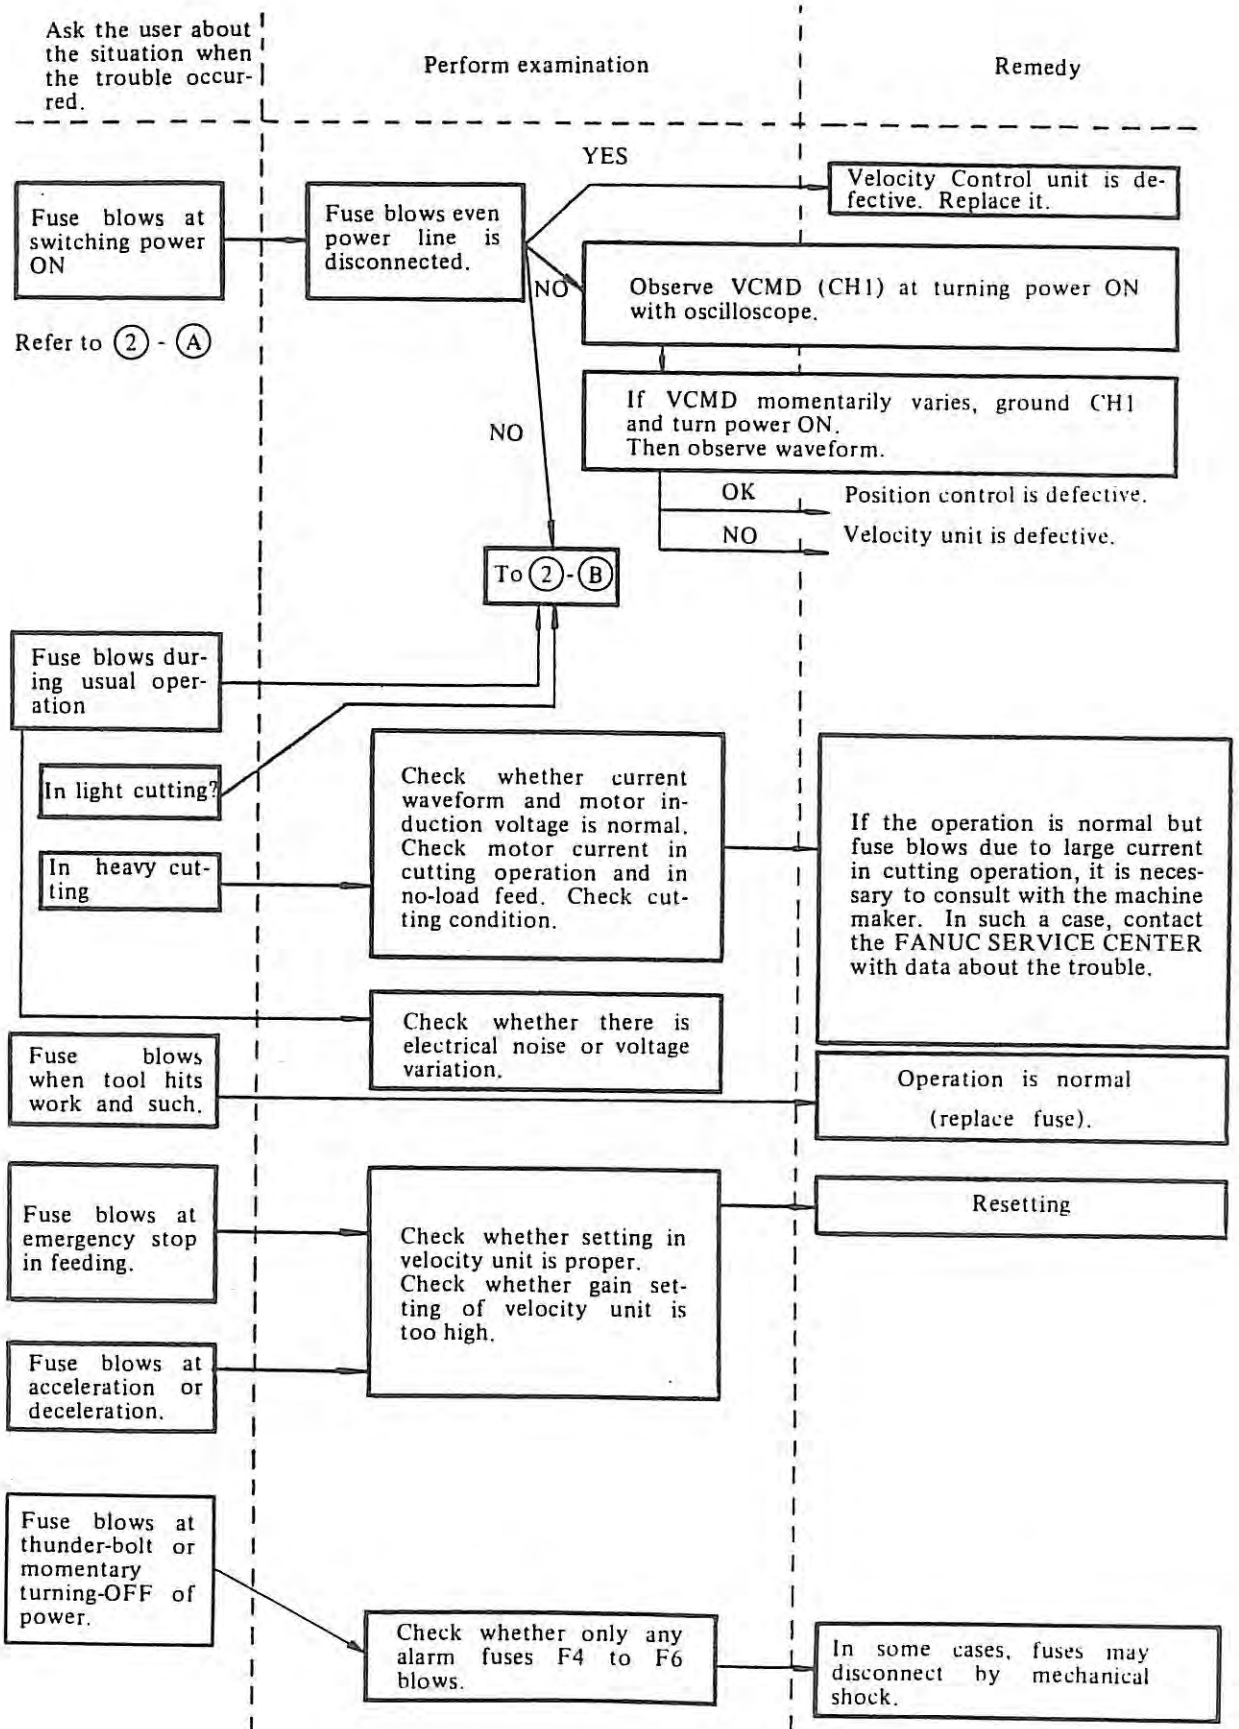 Ask the user about
the situation when
the trouble occur-
red.
Perform examination
Remedy
YES
Fuse blows at
switching power
ON
Fuse blows even
power line is
disconnected.
Velocity Control unit is de-
fective. Replace it.
NO
Observe VCMD (CH1) at turning power ON
with oscilloscope.
Refer to 2 - A
If VCMD momentarily varies, ground CH1
and turn power ON.
Then observe waveform.
NO
OK
Position control is defective.
NO
Velocity unit is defective.
To 2 - B
Fuse blows dur-
ing usual oper-
ation
In light cutting?
In heavy cut-
ting
Check whether current
waveform and motor in-
duction voltage is normal.
Check motor current in
cutting operation and in
no-load feed. Check cut-
ting condition.
If the operation is normal but
fuse blows due to large current
in cutting operation, it is neces-
sary to consult with the machine
maker. In such a case, contact
the FANUC SERVICE CENTER
with data about the trouble.
Check whether there is
electrical noise or voltage
variation.
Fuse blows
when tool hits
work and such.
Operation is normal
(replace fuse).
Fuse blows at
emergency stop
in feeding.
Check whether setting in
velocity unit is proper.
Check whether gain set-
ting of velocity unit is
too high.
Resetting
Fuse blows at
acceleration or
deceleration.
Fuse blows at
thunder-bolt or
momentary
turning-OFF of
power.
Check whether only any
alarm fuses F4 to F6
blows.
In some cases, fuses may
disconnect by mechanical
shock.